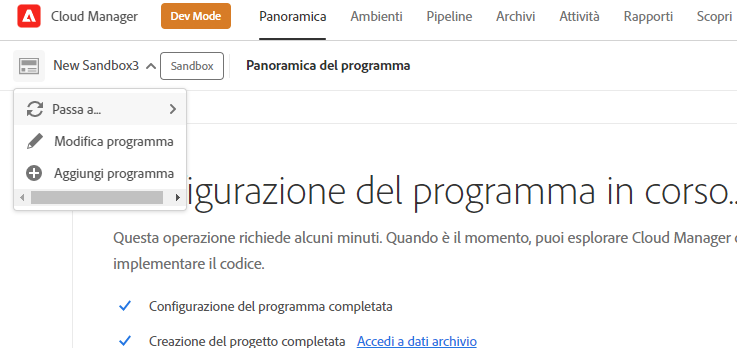 Cloud Manager Dev Mode Panoramica Ambienti Pipeline Archivi Attività Rapporti Scopri
New Sandbox3 Sandbox Panoramica del programma
Passa a...
Modifica programma
Aggiungi programma
igurazione del programma in corso..
Questa operazione richiede alcuni minuti. Quando è il momento, puoi esplorare Cloud Manager
implementare il codice.
Configurazione del programma completata
Creazione del progetto completata Accedi a dati archivio